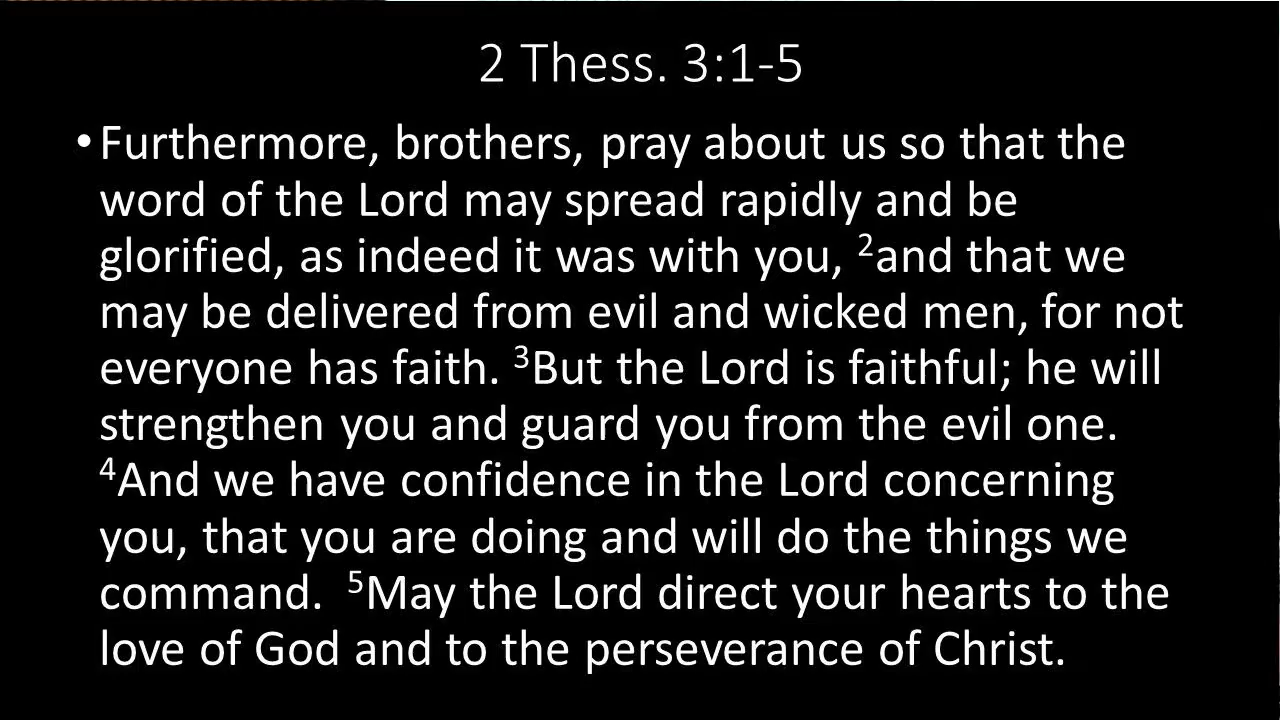 2 Thess. 3:1-5
•Furthermore, brothers, pray about us so that the
word of the Lord may spread rapidly and be
glorified, as indeed it was with you, ²and that we
may be delivered from evil and wicked men, for not
everyone has faith. ³But the Lord is faithful; he will
strengthen you and guard you from the evil one.
⁴And we have confidence in the Lord concerning
you, that you are doing and will do the things we
command. ⁵May the Lord direct your hearts to the
love of God and to the perseverance of Christ.